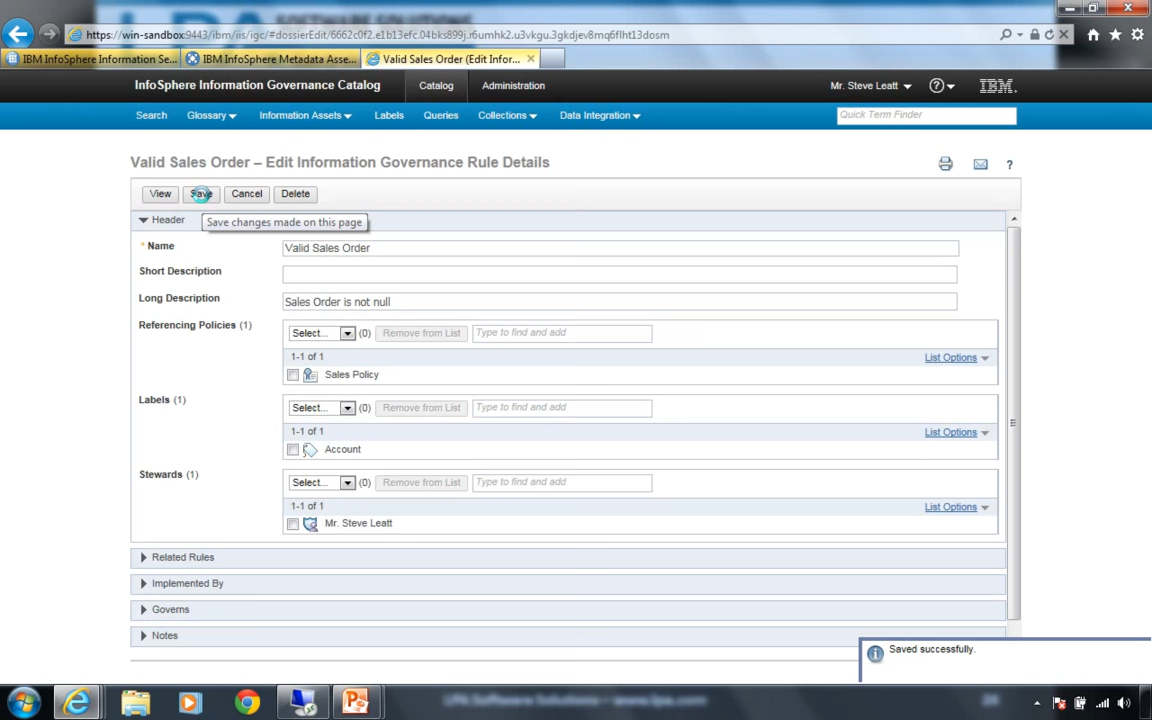 https://win-sandbox:9443/ibm/iis/igc/#dossierEdit/6662c0f2.e1b13efc.04bks899j.r6umhk2.u3vkgu.3gkdjev8mq6flht13dosm
IBM InfoSphere Information Se...
IBM InfoSphere Metadata Asse...
Valid Sales Order (Edit Infor...
InfoSphere Information Governance Catalog
Catalog
Administration
Mr. Steve Leatt
IBM.
Search
Glossary
Information Assets
Labels
Queries
Collections
Data Integration
Quick Term Finder
Valid Sales Order – Edit Information Governance Rule Details
View
Save
Cancel
Delete
Header
Save changes made on this page
* Name
Valid Sales Order
Short Description
Long Description
Sales Order is not null
Referencing Policies (1)
Select...
(0)
Remove from List
Type to find and add
1-1 of 1
List Options
Sales Policy
Labels (1)
Select...
(0)
Remove from List
Type to find and add
1-1 of 1
List Options
Account
Stewards (1)
Select...
(0)
Remove from List
Type to find and add
1-1 of 1
List Options
Mr. Steve Leatt
Related Rules
Implemented By
Governs
Notes
Saved successfully.
LPA Software Solutions – www.lpa.com